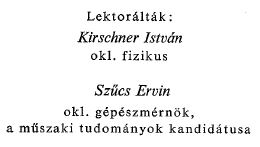 Lektorálták:
Kirschner István
okl. fizikus
Szűcs Ervin
okl. gépészmérnök,
a műszaki tudományok kandidátusa